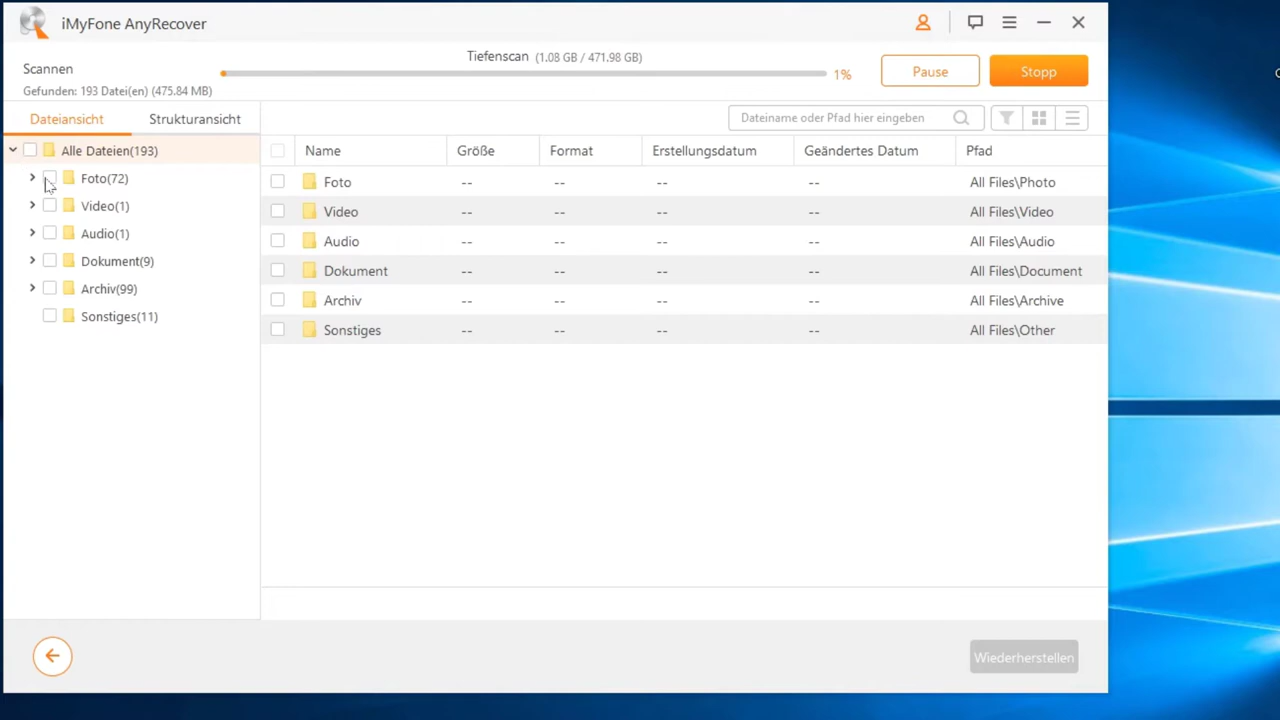 iMyFone AnyRecover
Tiefenscan (1.08 GB / 471.98 GB)
Scannen
1%
Pause
Stopp
Gefunden: 193 Datei(en) (475.84 MB)
Dateiansicht
Strukturansicht
Dateiname oder Pfad hier eingeben
Alle Dateien(193)
Foto(72)
Video(1)
Audio(1)
Dokument(9)
Archiv(99)
Sonstiges(11)
Name Größe Format Erstellungsdatum Geändertes Datum Pfad
Foto -- -- -- -- All Files\Photo
Video -- -- -- -- All Files\Video
Audio -- -- -- -- All Files\Audio
Dokument -- -- -- -- All Files\Document
Archiv -- -- -- -- All Files\Archive
Sonstiges -- -- -- -- All Files\Other
Wiederherstellen